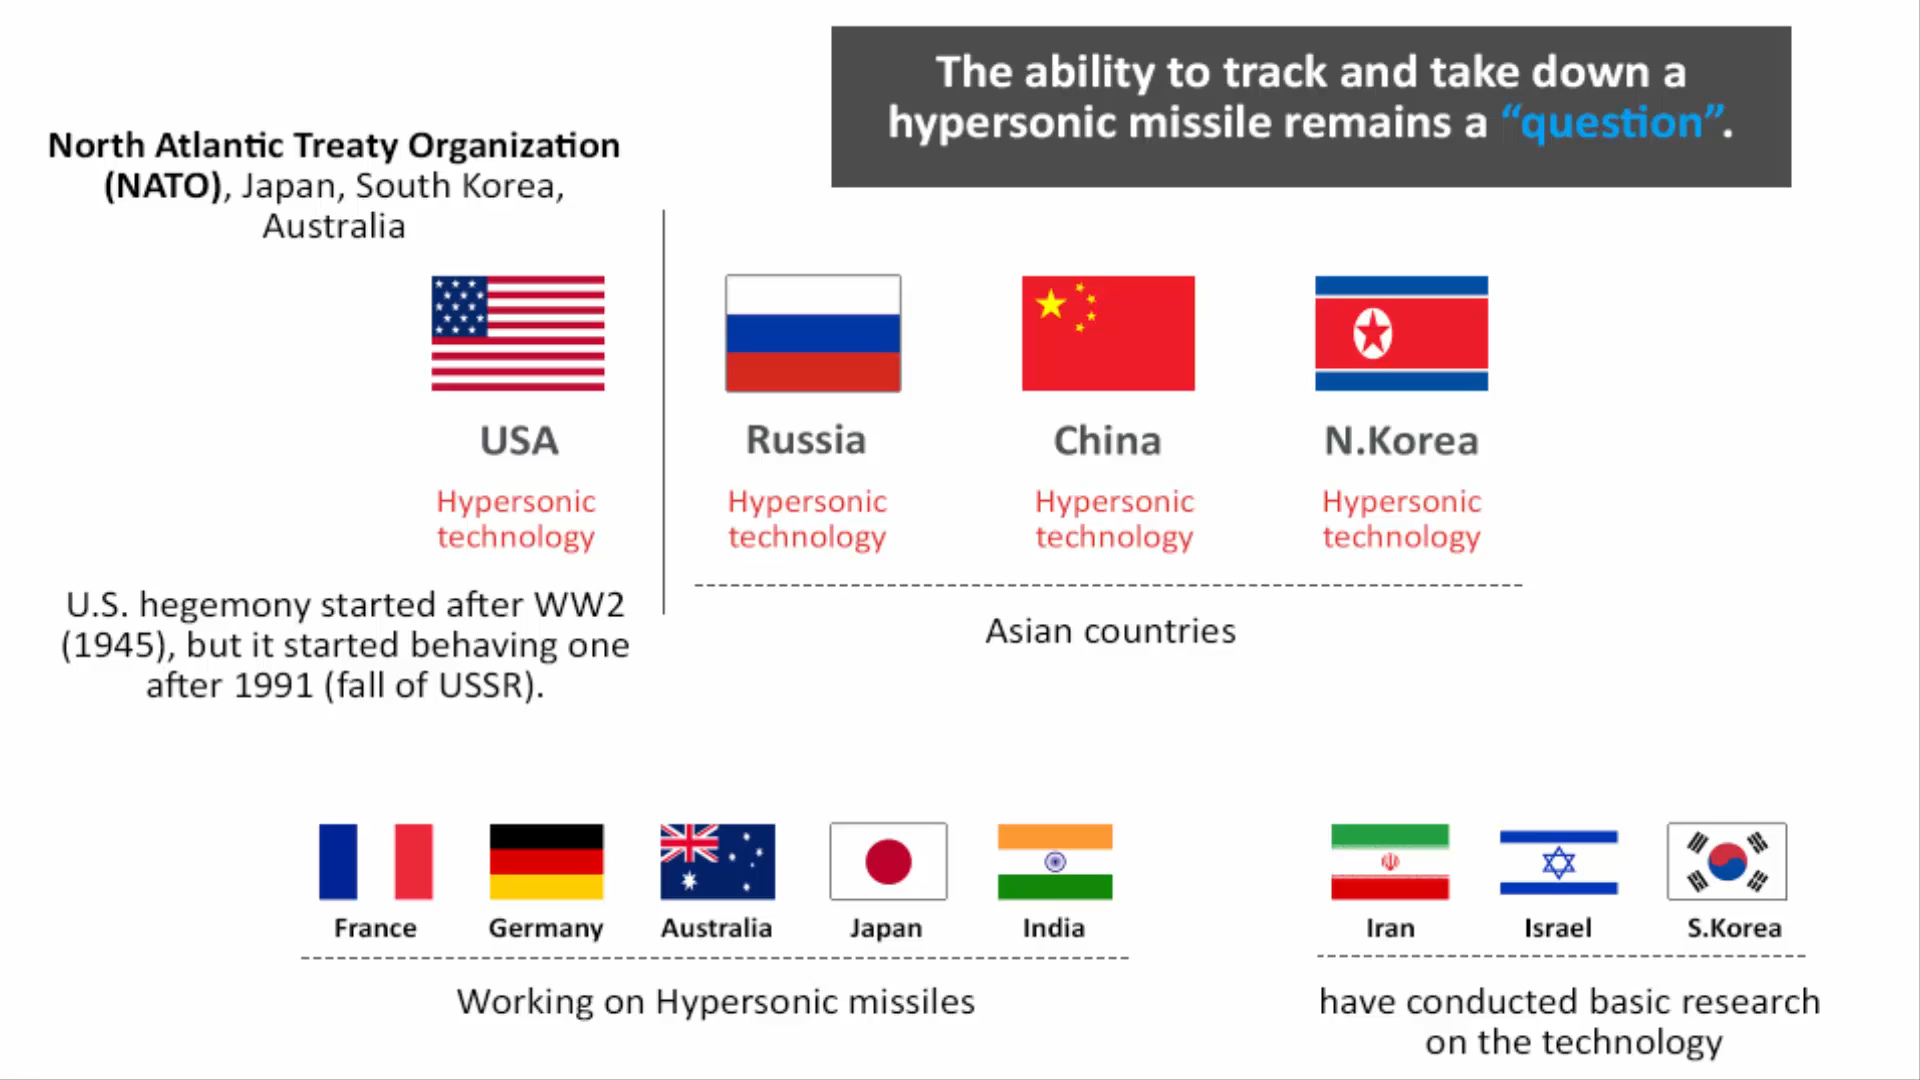 The ability to track and take down a
hypersonic missile remains a “question”.
North Atlantic Treaty Organization
(NATO), Japan, South Korea,
Australia
USA
Russia
China
N.Korea
Hypersonic
technology
Hypersonic
technology
Hypersonic
technology
Hypersonic
technology
U.S. hegemony started after WW2
(1945), but it started behaving one
after 1991 (fall of USSR).
Asian countries
France
Germany
Australia
Japan
India
Iran
Israel
S.Korea
Working on Hypersonic missiles
have conducted basic research
on the technology